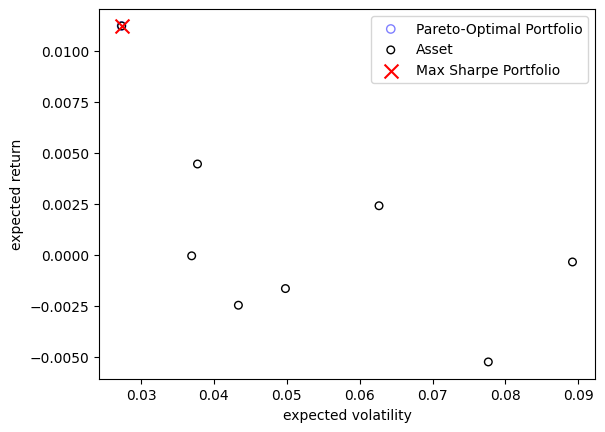 Pareto-Optimal Portfolio
Asset
Max Sharpe Portfolio
0.0100
0.0075
0.0050
0.0025
0.0000
−0.0025
−0.0050
expected return
0.03 0.04 0.05 0.06 0.07 0.08 0.09
expected volatility